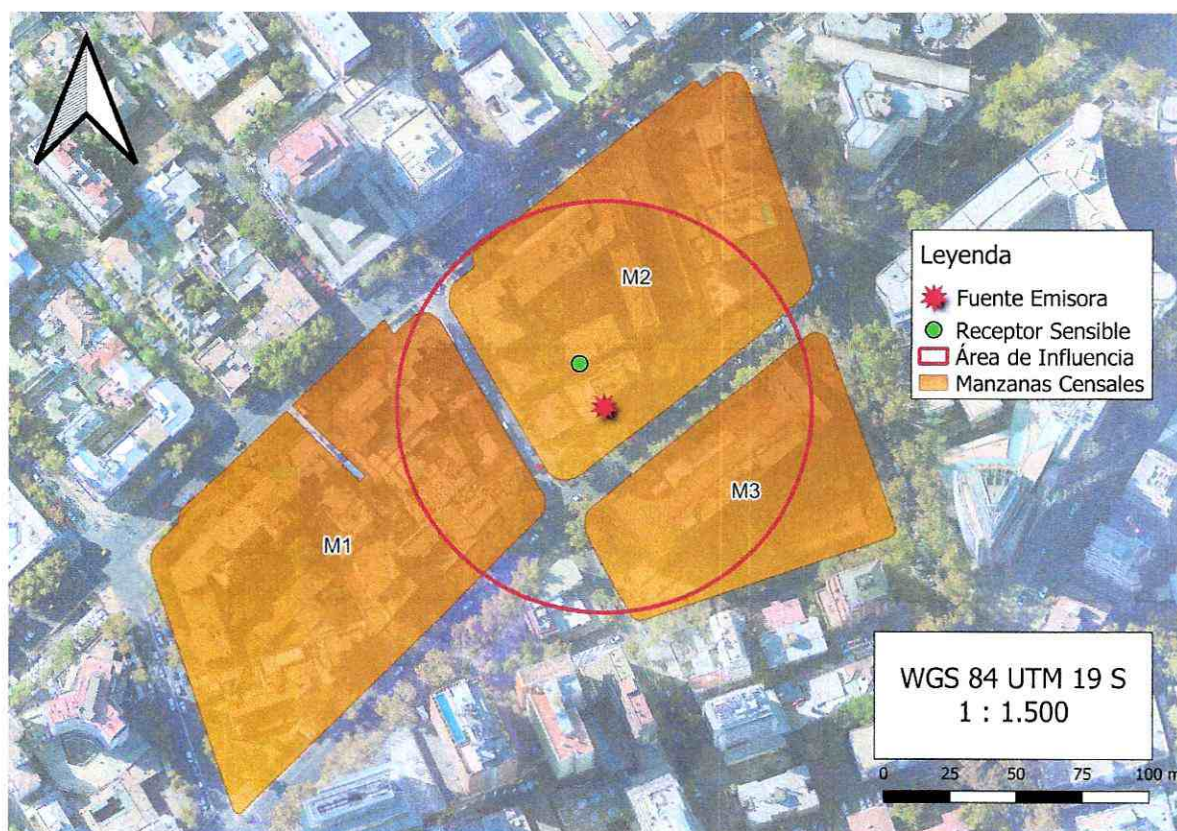 M2
M1
M3
Leyenda
Fuente Emisora
Receptor Sensible
Área de Influencia
Manzanas Censales
WGS 84 UTM 19 S
1 : 1.500
0 25 50 75 100 m